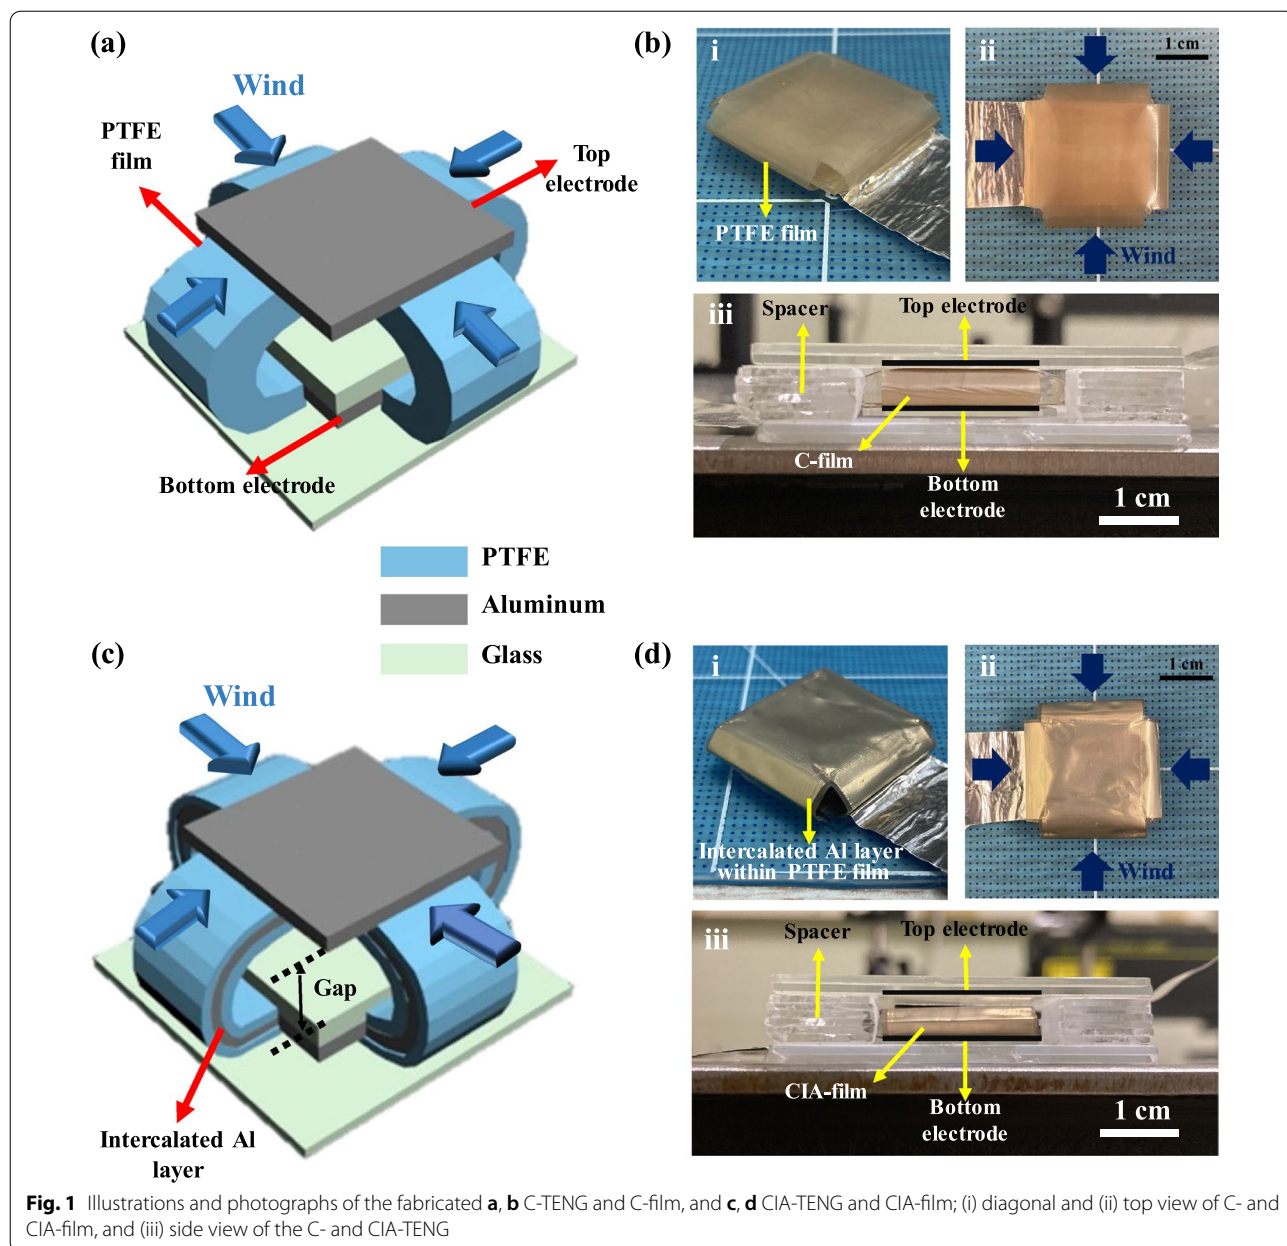 (a)
Wind
PTFE
film
Top
electrode
Bottom electrode
(b)
i
PTFE film
ii
1 cm
Wind
iii
Spacer
Top electrode
C-film
Bottom
electrode
1 cm
PTFE
Aluminum
Glass
(c)
Wind
Gap
Intercalated Al
layer
(d)
i
Intercalated Al layer
within PTFE film
ii
1 cm
Wind
iii
Spacer
Top electrode
CIA-film
Bottom
electrode
1 cm
Fig. 1 Illustrations and photographs of the fabricated a, b C-TENG and C-film, and c, d CIA-TENG and CIA-film; (i) diagonal and (ii) top view of C- and
CIA-film, and (iii) side view of the C- and CIA-TENG